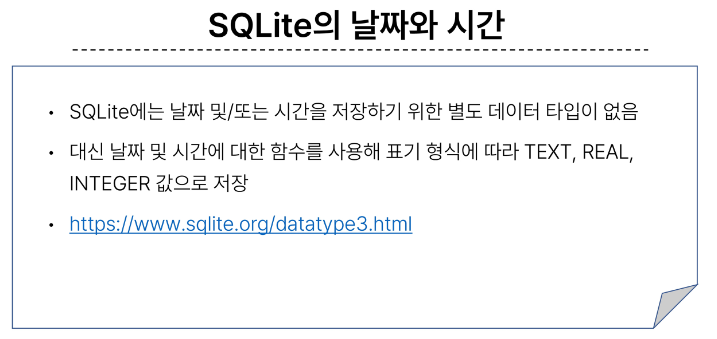 SQLite의 날짜와 시간
• SQLite에는 날짜 및/또는 시간을 저장하기 위한 별도 데이터 타입이 없음
• 대신 날짜 및 시간에 대한 함수를 사용해 표기 형식에 따라 TEXT, REAL,
INTEGER 값으로 저장
• https://www.sqlite.org/datatype3.html